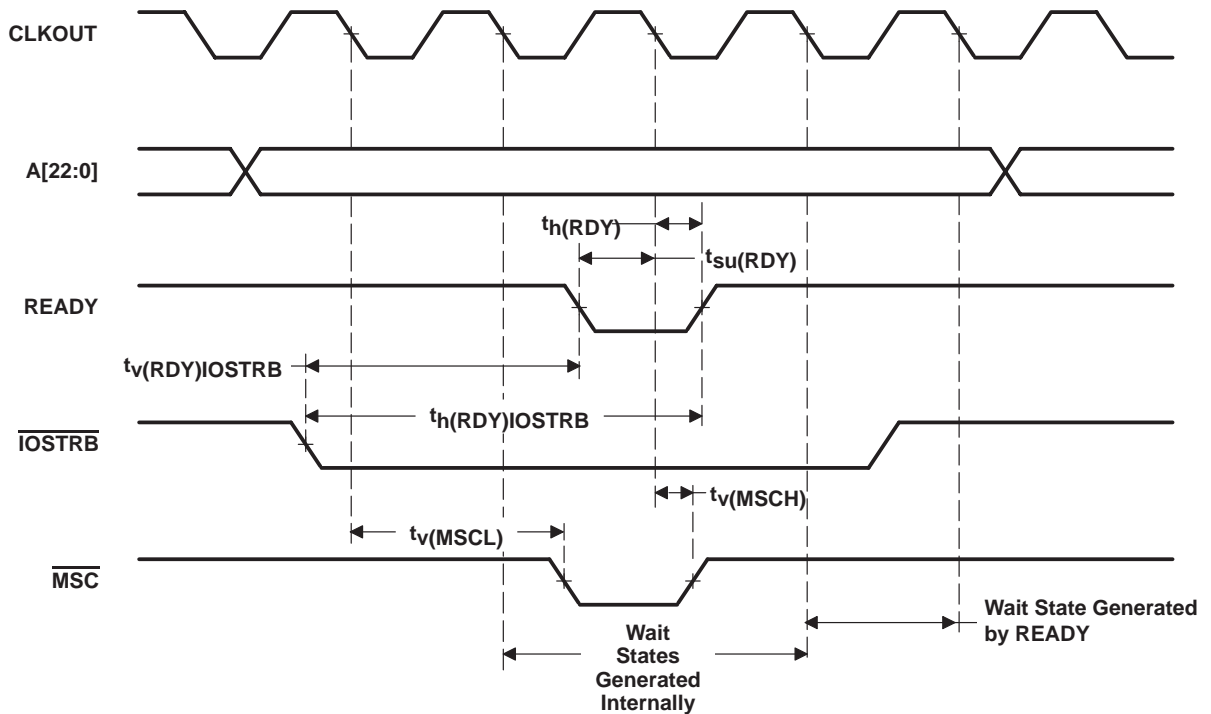 CLKOUT
A[22:0]
th(RDY)
tsu(RDY)
READY
tv(RDY)IOSTRB
th(RDY)IOSTRB
IOSTRB
tv(MSCH)
tv(MSCL)
MSC
Wait State Generated
by READY
Wait
States
Generated
Internally